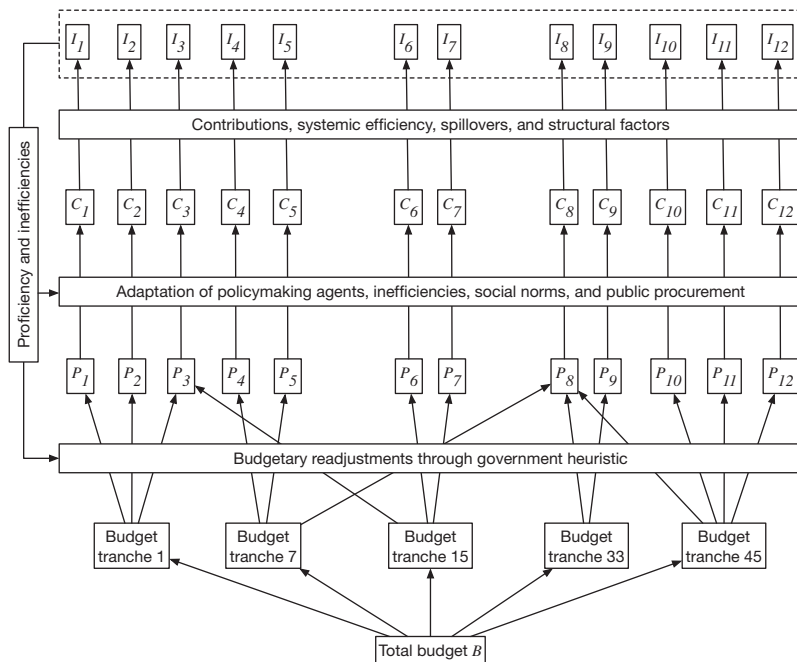 I1 I2 I3 I4 I5 I6 I7 I8 I9 I10 I11 I12
Contributions, systemic efficiency, spillovers, and structural factors
Proficiency and inefficiencies
C1 C2 C3 C4 C5 C6 C7 C8 C9 C10 C11 C12
Adaptation of policymaking agents, inefficiencies, social norms, and public procurement
P1 P2 P3 P4 P5 P6 P7 P8 P9 P10 P11 P12
Budgetary readjustments through government heuristic
Budget
tranche 1
Budget
tranche 7
Budget
tranche 15
Budget
tranche 33
Budget
tranche 45
Total budget B